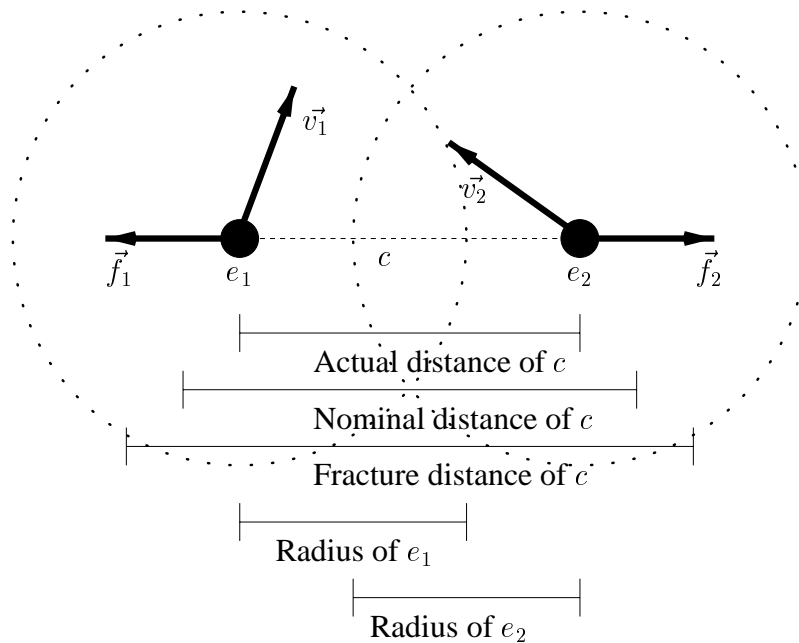 v⃗₁
v⃗₂
f⃗₁ e₁ c e₂ f⃗₂
Actual distance of c
Nominal distance of c
Fracture distance of c
Radius of e₁
Radius of e₂